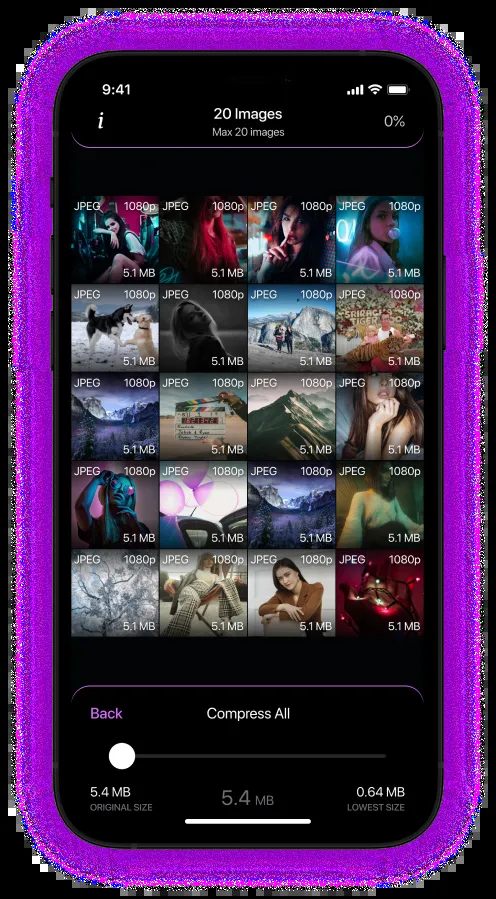 9:41
i
20 Images
Max 20 images
0%
JPEG 1080p JPEG 1080p JPEG 1080p JPEG 1080p
5.1 MB 5.1 MB 5.1 MB 5.1 MB
JPEG 1080p JPEG 1080p JPEG 1080p JPEG 1080p
SRIRACHA
TIGER
5.1 MB 5.1 MB 5.1 MB 5.1 MB
JPEG 1080p JPEG 1080p JPEG 1080p JPEG 1080p
5.1 MB 5.1 MB 5.1 MB 5.1 MB
JPEG 1080p JPEG 1080p JPEG 1080p JPEG 1080p
5.1 MB 5.1 MB 5.1 MB 5.1 MB
JPEG 1080p JPEG 1080p JPEG 1080p JPEG 1080p
5.1 MB 5.1 MB 5.1 MB 5.1 MB
Back Compress All
5.4 MB 5.4 MB 0.64 MB
ORIGINAL SIZE LOWEST SIZE